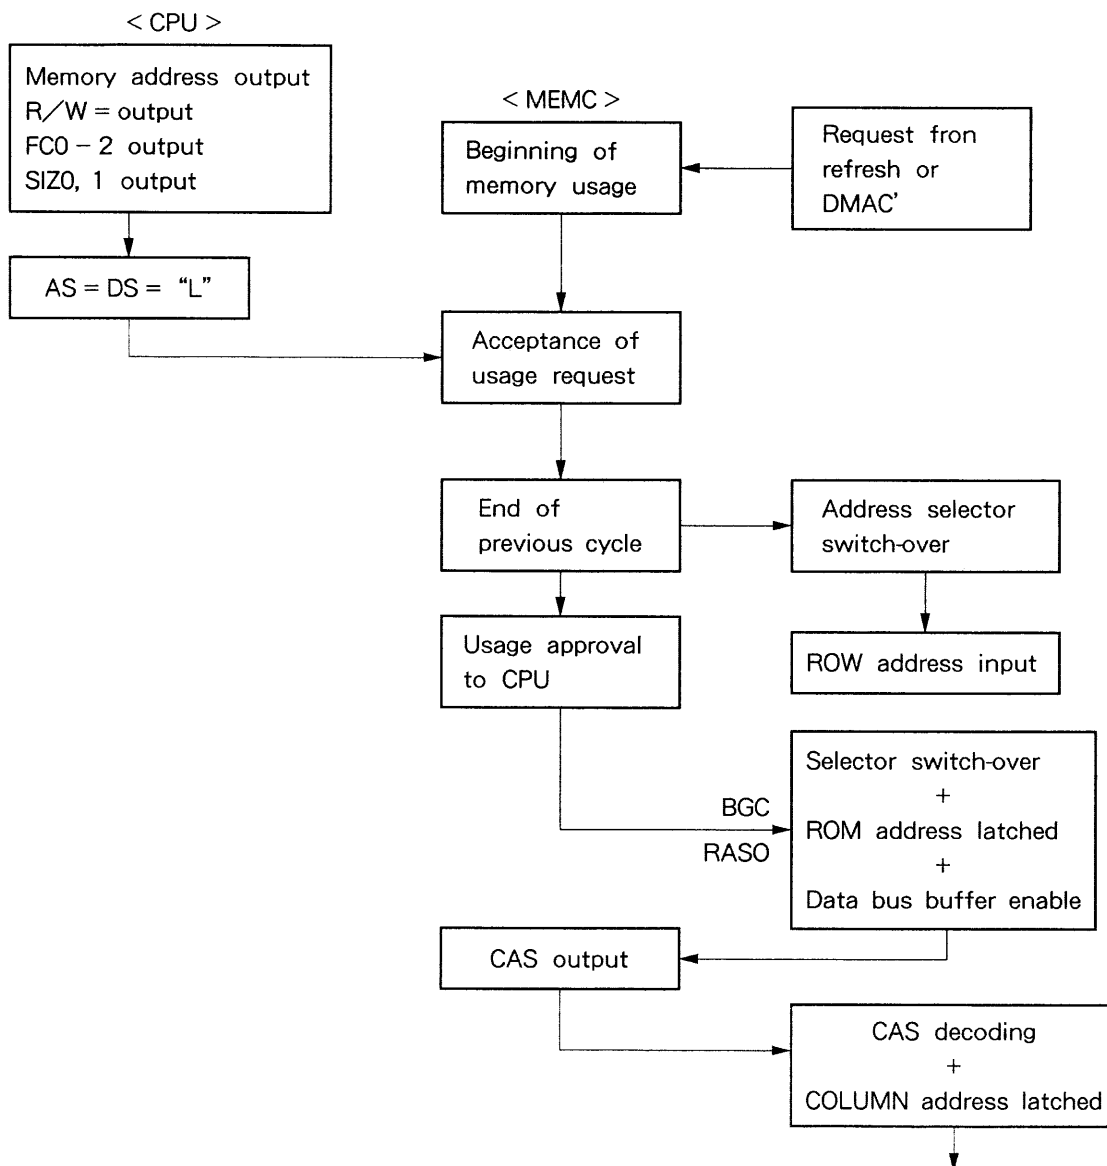 < CPU >
Memory address output
R/W = output
FC0 - 2 output
SIZ0, 1 output
AS = DS = “L”
< MEMC >
Beginning of
memory usage
Request fron
refresh or
DMAC'
Acceptance of
usage request
End of
previous cycle
Address selector
switch-over
Usage approval
to CPU
ROW address input
BGC
RASO
Selector switch-over
+
ROM address latched
+
Data bus buffer enable
CAS output
CAS decoding
+
COLUMN address latched